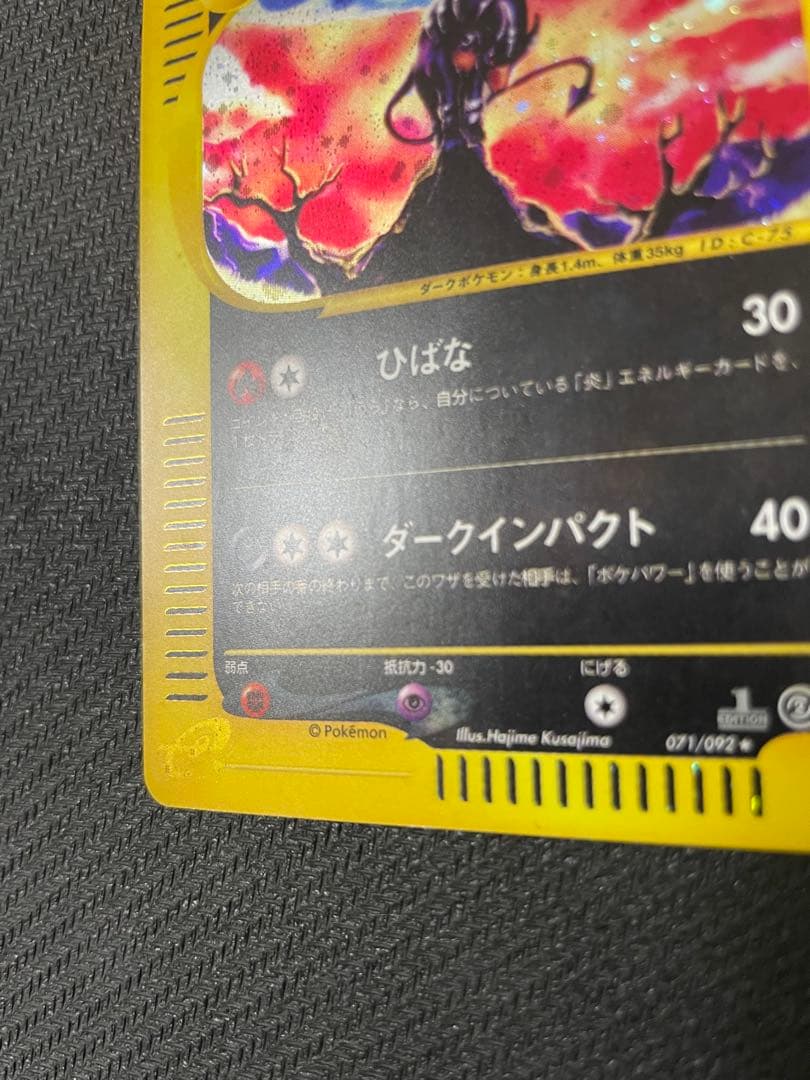 ダークポケモン：身長1.4m、体重35kg ID：C-75
ひばな 30
なら、自分についている「炎」エネルギーカードを、
ダークインパクト 40
次の相手の番の終わりまで、このワザを受けた相手は、「ポケパワー」を使うことが
できない
弱点 抵抗力-30 にげる
1 EDITION
© Pokémon Illus.Hajime Kusajima 071/092★